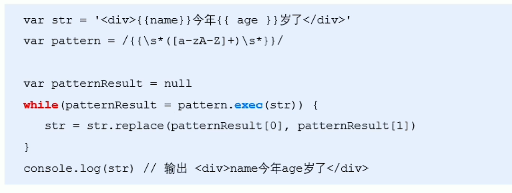 var str = '<div>{{name}}今年{{ age }}岁了</div>'
var pattern = /{{\s*([a-zA-Z]+)\s*}}/
var patternResult = null
while(patternResult = pattern.exec(str)) {
str = str.replace(patternResult[0], patternResult[1])
}
console.log(str) // 输出 <div>name今年age岁了</div>